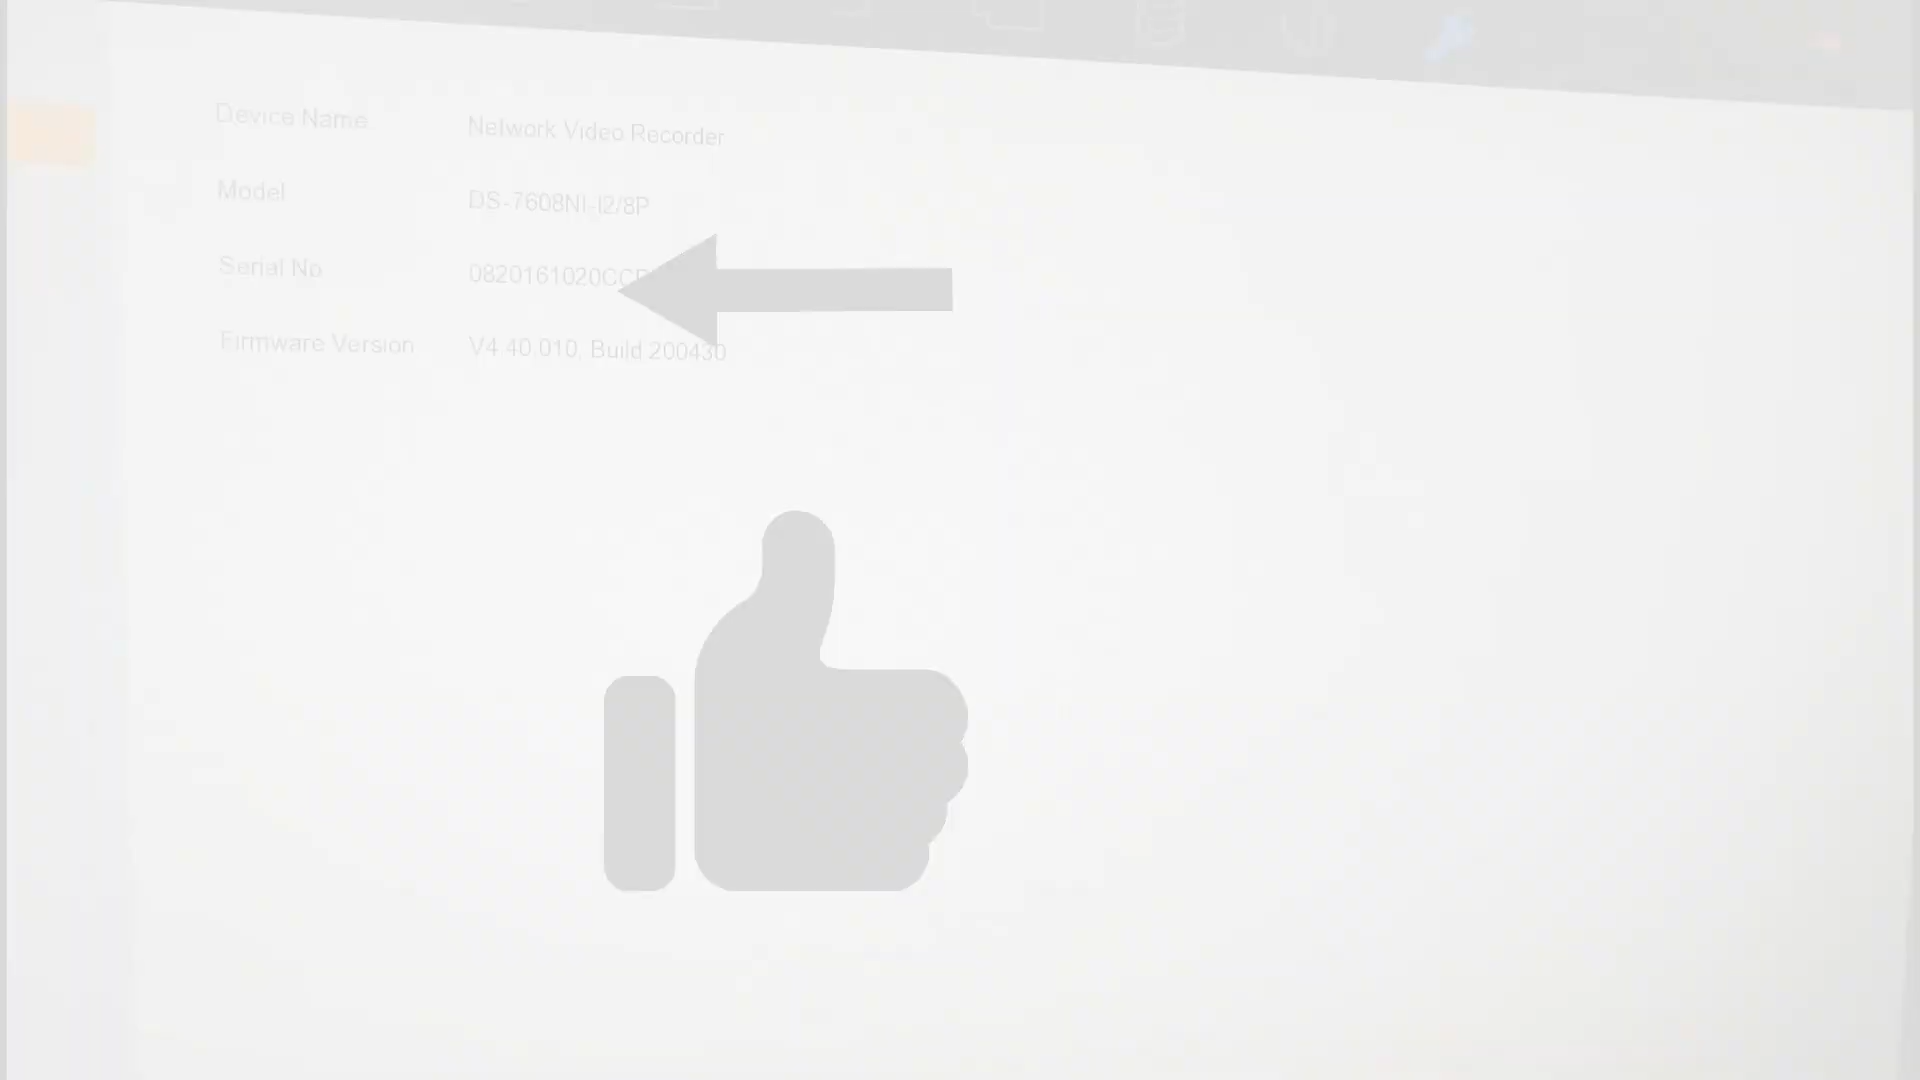 Device Name Network Video Recorder
Model DS-7608NI-I2/8P
Serial No 0820161020CC
Firmware Version V4.40.010, Build 200430